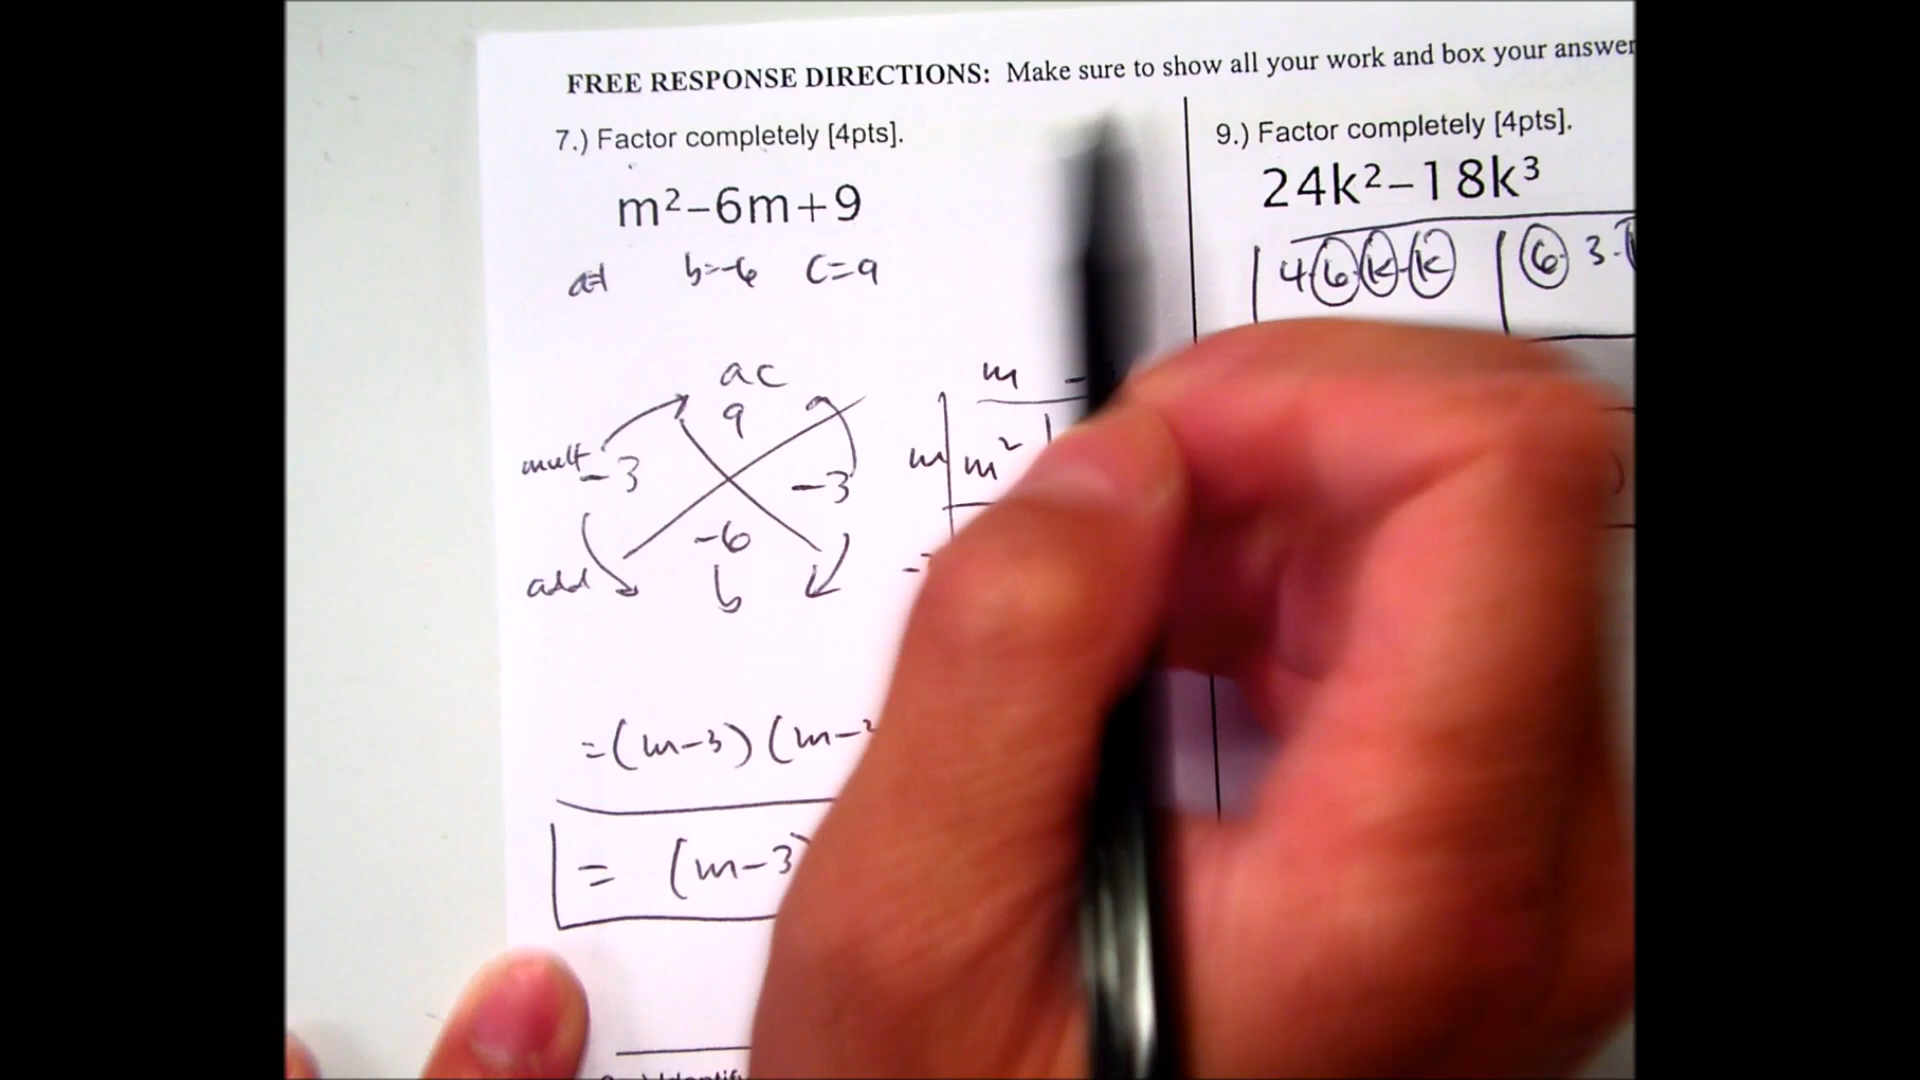 FREE RESPONSE DIRECTIONS: Make sure to show all your work and box your answer
7.) Factor completely [4pts].
m²-6m+9
a=1 b=-6 c=9
ac
9
mult -3 -3
-6
add b
m -
m m²
=(m-3)(m-
= (m-3)
9.) Factor completely [4pts].
24k²-18k³
4·6·k·k 6·3·